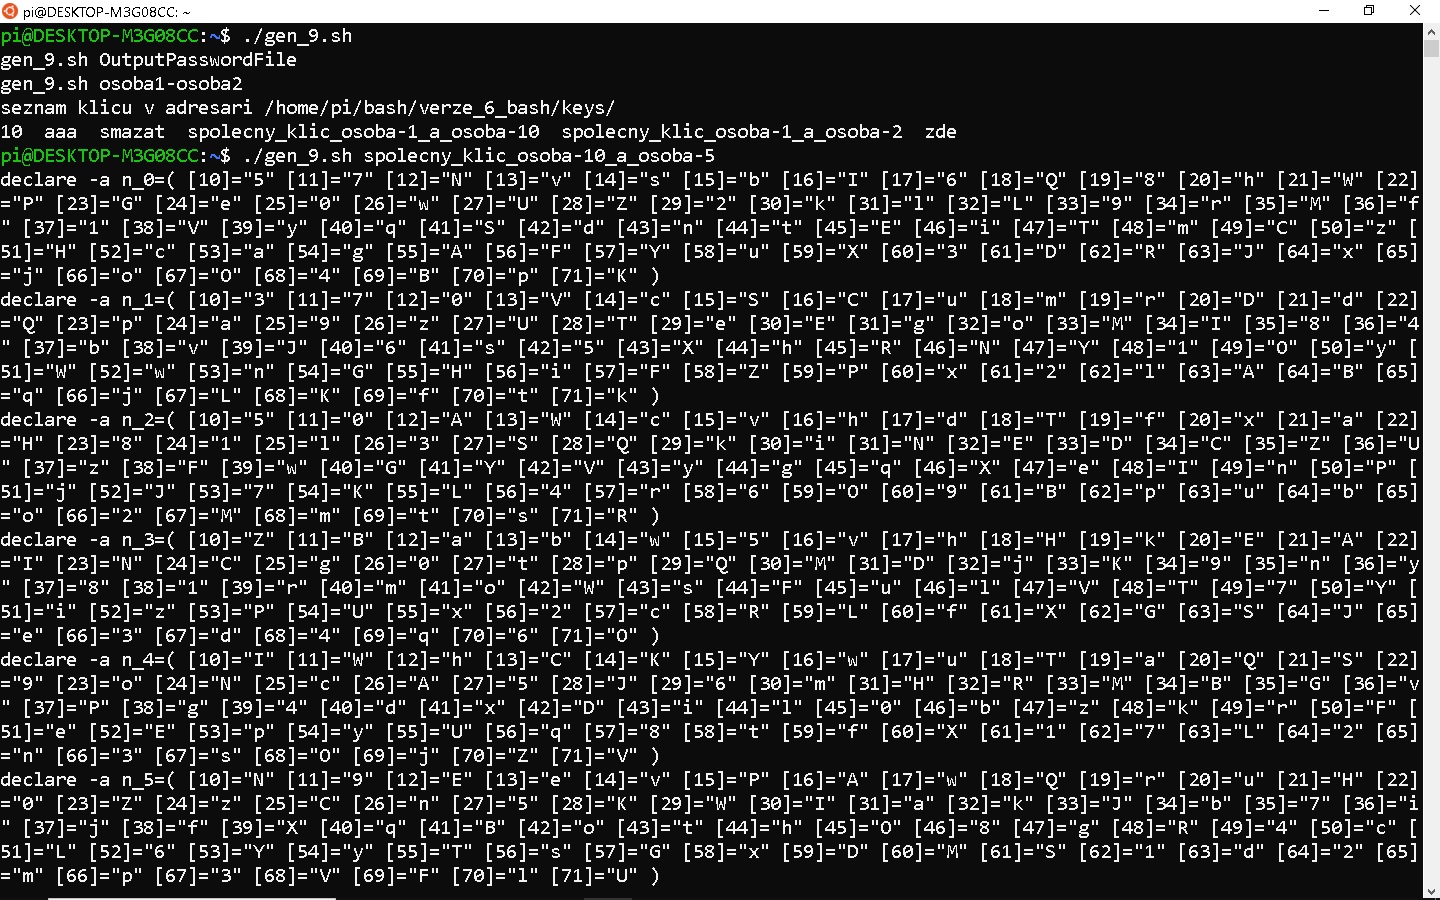 pi@DESKTOP-M3G08CC: ~
pi@DESKTOP-M3G08CC:~$ ./gen_9.sh
gen_9.sh OutputPasswordFile
gen_9.sh osoba1-osoba2
seznam klicu v adresari /home/pi/bash/verze_6_bash/keys/
10  aaa  smazat  spolecny_klic_osoba-1_a_osoba-10  spolecny_klic_osoba-1_a_osoba-2  zde
pi@DESKTOP-M3G08CC:~$ ./gen_9.sh spolecny_klic_osoba-10_a_osoba-5
declare -a n_0=( [10]="5" [11]="7" [12]="N" [13]="v" [14]="s" [15]="b" [16]="I" [17]="6" [18]="Q" [19]="8" [20]="h" [21]="W" [22]
="P" [23]="G" [24]="e" [25]="0" [26]="w" [27]="U" [28]="Z" [29]="2" [30]="k" [31]="l" [32]="L" [33]="9" [34]="r" [35]="M" [36]="f
" [37]="1" [38]="V" [39]="y" [40]="q" [41]="S" [42]="d" [43]="n" [44]="t" [45]="E" [46]="i" [47]="T" [48]="m" [49]="C" [50]="z" [
51]="H" [52]="c" [53]="a" [54]="g" [55]="A" [56]="F" [57]="Y" [58]="u" [59]="X" [60]="3" [61]="D" [62]="R" [63]="J" [64]="x" [65]
="j" [66]="o" [67]="O" [68]="4" [69]="B" [70]="p" [71]="K" )
declare -a n_1=( [10]="3" [11]="7" [12]="0" [13]="V" [14]="c" [15]="S" [16]="C" [17]="u" [18]="m" [19]="r" [20]="D" [21]="d" [22]
="Q" [23]="p" [24]="a" [25]="9" [26]="z" [27]="U" [28]="T" [29]="e" [30]="E" [31]="g" [32]="o" [33]="M" [34]="I" [35]="8" [36]="4
" [37]="b" [38]="v" [39]="J" [40]="6" [41]="s" [42]="5" [43]="X" [44]="h" [45]="R" [46]="N" [47]="Y" [48]="1" [49]="O" [50]="y" [
51]="W" [52]="w" [53]="n" [54]="G" [55]="H" [56]="i" [57]="F" [58]="Z" [59]="P" [60]="x" [61]="2" [62]="l" [63]="A" [64]="B" [65]
="q" [66]="j" [67]="L" [68]="K" [69]="f" [70]="t" [71]="k" )
declare -a n_2=( [10]="5" [11]="0" [12]="A" [13]="W" [14]="c" [15]="v" [16]="h" [17]="d" [18]="T" [19]="f" [20]="x" [21]="a" [22]
="H" [23]="8" [24]="1" [25]="l" [26]="3" [27]="S" [28]="Q" [29]="k" [30]="i" [31]="N" [32]="E" [33]="D" [34]="C" [35]="Z" [36]="U
" [37]="z" [38]="F" [39]="w" [40]="G" [41]="Y" [42]="V" [43]="y" [44]="g" [45]="q" [46]="X" [47]="e" [48]="I" [49]="n" [50]="P" [
51]="j" [52]="J" [53]="7" [54]="K" [55]="L" [56]="4" [57]="r" [58]="6" [59]="O" [60]="9" [61]="B" [62]="p" [63]="u" [64]="b" [65]
="o" [66]="2" [67]="M" [68]="m" [69]="t" [70]="s" [71]="R" )
declare -a n_3=( [10]="Z" [11]="B" [12]="a" [13]="b" [14]="w" [15]="5" [16]="v" [17]="h" [18]="H" [19]="k" [20]="E" [21]="A" [22]
="I" [23]="N" [24]="C" [25]="g" [26]="0" [27]="t" [28]="p" [29]="Q" [30]="M" [31]="D" [32]="j" [33]="K" [34]="9" [35]="n" [36]="y
" [37]="8" [38]="1" [39]="r" [40]="m" [41]="o" [42]="W" [43]="s" [44]="F" [45]="u" [46]="l" [47]="V" [48]="T" [49]="7" [50]="Y" [
51]="i" [52]="z" [53]="P" [54]="U" [55]="x" [56]="2" [57]="c" [58]="R" [59]="L" [60]="f" [61]="X" [62]="G" [63]="S" [64]="J" [65]
="e" [66]="3" [67]="d" [68]="4" [69]="q" [70]="6" [71]="O" )
declare -a n_4=( [10]="I" [11]="W" [12]="h" [13]="C" [14]="K" [15]="Y" [16]="w" [17]="u" [18]="T" [19]="a" [20]="Q" [21]="S" [22]
="9" [23]="o" [24]="N" [25]="c" [26]="A" [27]="5" [28]="J" [29]="6" [30]="m" [31]="H" [32]="R" [33]="M" [34]="B" [35]="G" [36]="v
" [37]="P" [38]="g" [39]="4" [40]="d" [41]="x" [42]="D" [43]="i" [44]="l" [45]="0" [46]="b" [47]="z" [48]="k" [49]="r" [50]="F" [
51]="e" [52]="E" [53]="p" [54]="y" [55]="U" [56]="q" [57]="8" [58]="t" [59]="f" [60]="X" [61]="1" [62]="7" [63]="L" [64]="2" [65]
="n" [66]="3" [67]="s" [68]="O" [69]="j" [70]="Z" [71]="V" )
declare -a n_5=( [10]="N" [11]="9" [12]="E" [13]="e" [14]="v" [15]="P" [16]="A" [17]="w" [18]="Q" [19]="r" [20]="u" [21]="H" [22]
="0" [23]="Z" [24]="z" [25]="C" [26]="n" [27]="5" [28]="K" [29]="W" [30]="I" [31]="a" [32]="k" [33]="J" [34]="b" [35]="7" [36]="i
" [37]="j" [38]="f" [39]="X" [40]="q" [41]="B" [42]="o" [43]="t" [44]="h" [45]="O" [46]="8" [47]="g" [48]="R" [49]="4" [50]="c" [
51]="L" [52]="6" [53]="Y" [54]="y" [55]="T" [56]="s" [57]="G" [58]="x" [59]="D" [60]="M" [61]="S" [62]="1" [63]="d" [64]="2" [65]
="m" [66]="p" [67]="3" [68]="V" [69]="F" [70]="l" [71]="U" )